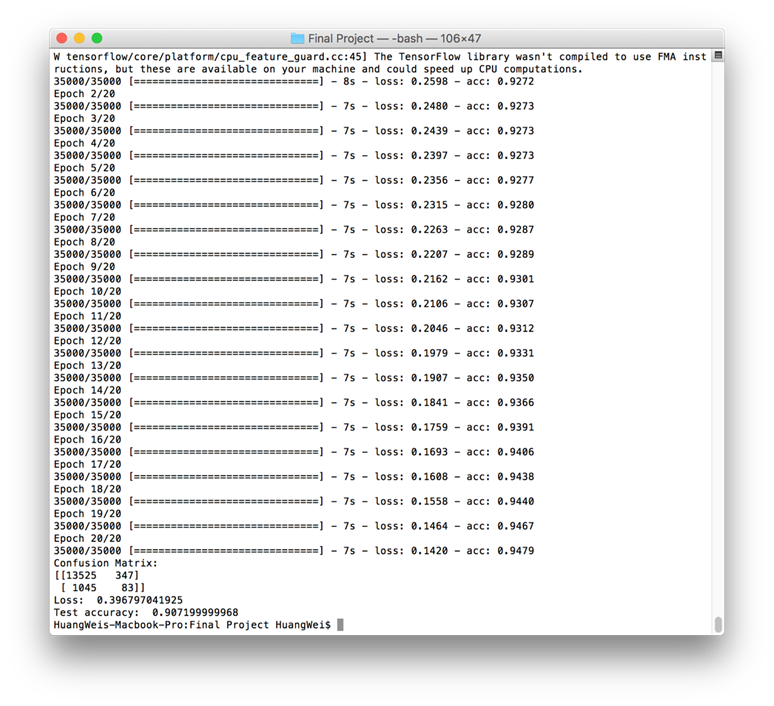 Final Project — -bash — 106×47
W tensorflow/core/platform/cpu_feature_guard.cc:45] The TensorFlow library wasn't compiled to use FMA inst
ructions, but these are available on your machine and could speed up CPU computations.
35000/35000 [==============================] - 8s - loss: 0.2598 - acc: 0.9272
Epoch 2/20
35000/35000 [==============================] - 7s - loss: 0.2480 - acc: 0.9273
Epoch 3/20
35000/35000 [==============================] - 7s - loss: 0.2439 - acc: 0.9273
Epoch 4/20
35000/35000 [==============================] - 7s - loss: 0.2397 - acc: 0.9273
Epoch 5/20
35000/35000 [==============================] - 7s - loss: 0.2356 - acc: 0.9277
Epoch 6/20
35000/35000 [==============================] - 7s - loss: 0.2315 - acc: 0.9280
Epoch 7/20
35000/35000 [==============================] - 7s - loss: 0.2263 - acc: 0.9287
Epoch 8/20
35000/35000 [==============================] - 7s - loss: 0.2207 - acc: 0.9289
Epoch 9/20
35000/35000 [==============================] - 7s - loss: 0.2162 - acc: 0.9301
Epoch 10/20
35000/35000 [==============================] - 7s - loss: 0.2106 - acc: 0.9307
Epoch 11/20
35000/35000 [==============================] - 7s - loss: 0.2046 - acc: 0.9312
Epoch 12/20
35000/35000 [==============================] - 7s - loss: 0.1979 - acc: 0.9331
Epoch 13/20
35000/35000 [==============================] - 7s - loss: 0.1907 - acc: 0.9350
Epoch 14/20
35000/35000 [==============================] - 7s - loss: 0.1841 - acc: 0.9366
Epoch 15/20
35000/35000 [==============================] - 7s - loss: 0.1759 - acc: 0.9391
Epoch 16/20
35000/35000 [==============================] - 7s - loss: 0.1693 - acc: 0.9406
Epoch 17/20
35000/35000 [==============================] - 7s - loss: 0.1608 - acc: 0.9438
Epoch 18/20
35000/35000 [==============================] - 7s - loss: 0.1558 - acc: 0.9440
Epoch 19/20
35000/35000 [==============================] - 7s - loss: 0.1464 - acc: 0.9467
Epoch 20/20
35000/35000 [==============================] - 7s - loss: 0.1420 - acc: 0.9479
Confusion Matrix:
[[13525   347]
 [ 1045    83]]
Loss:  0.396797041925
Test accuracy:  0.907199999968
HuangWeis-Macbook-Pro:Final Project HuangWei$